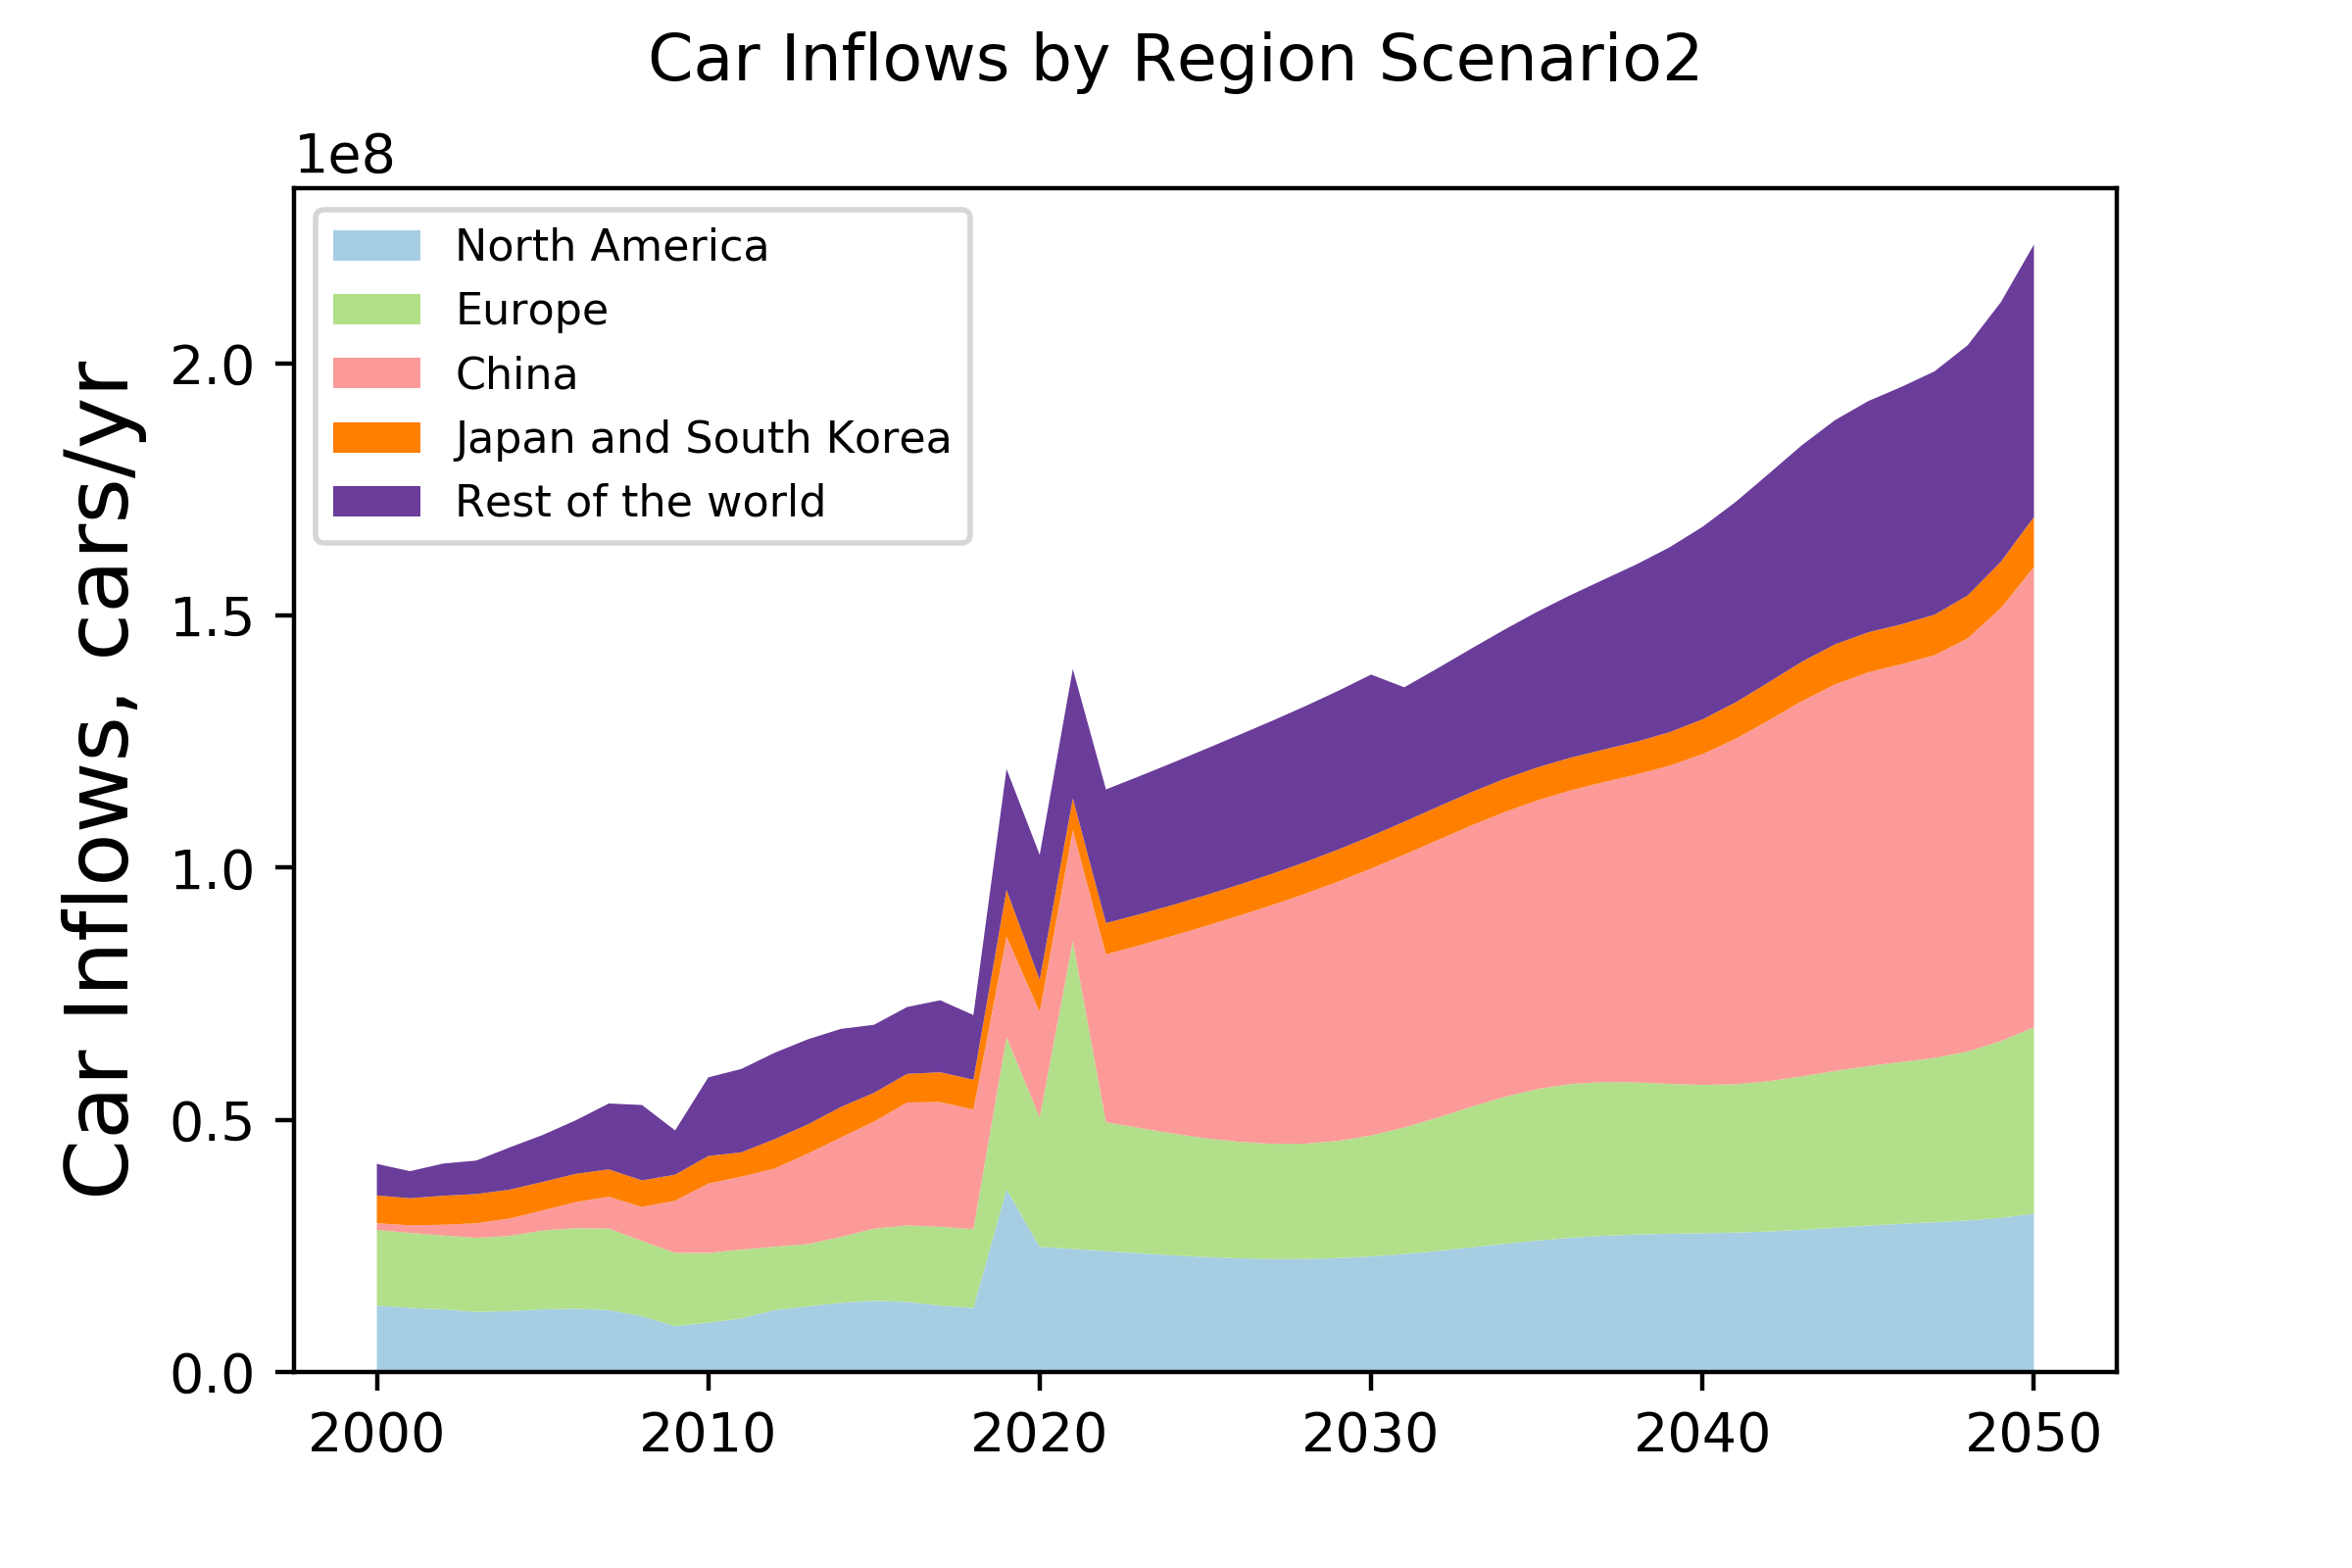 Car Inflows by Region Scenario2
1e8
North America
Europe
China
Japan and South Korea
Rest of the world
Car Inflows, cars/yr
2.0
1.5
1.0
0.5
0.0
2000 2010 2020 2030 2040 2050